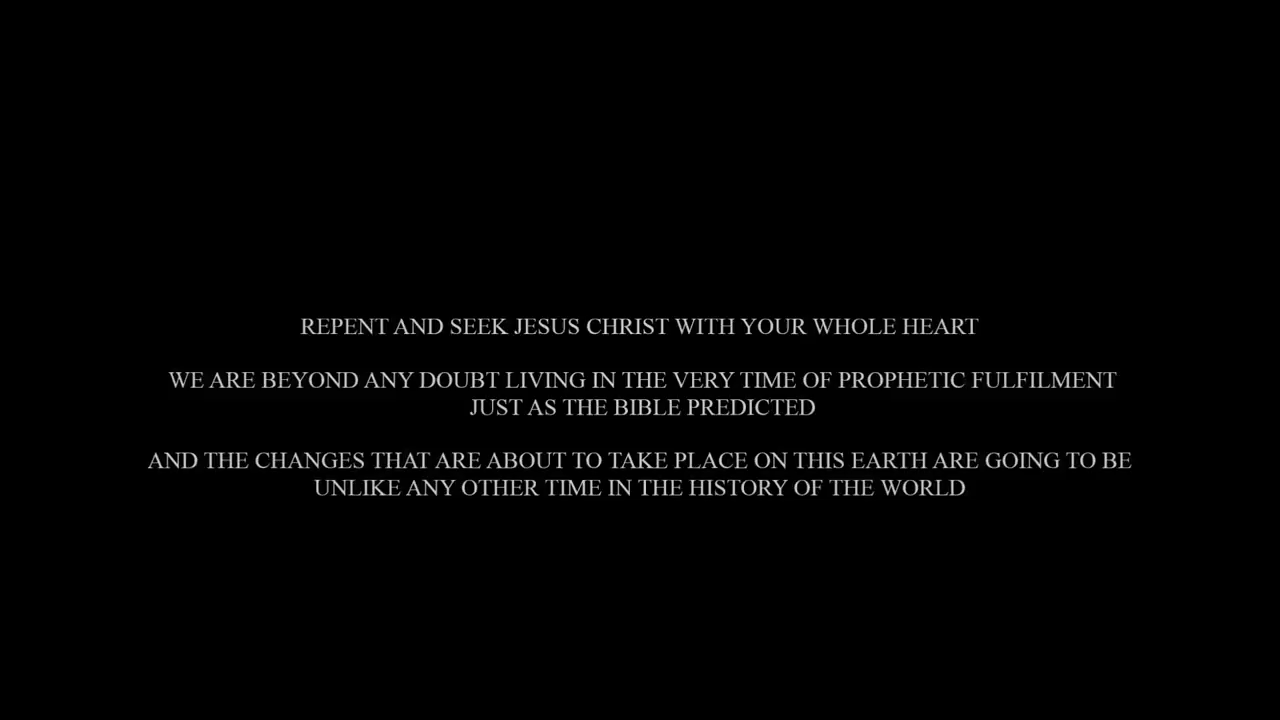 REPENT AND SEEK JESUS CHRIST WITH YOUR WHOLE HEART
WE ARE BEYOND ANY DOUBT LIVING IN THE VERY TIME OF PROPHETIC FULFILMENT
JUST AS THE BIBLE PREDICTED
AND THE CHANGES THAT ARE ABOUT TO TAKE PLACE ON THIS EARTH ARE GOING TO BE
UNLIKE ANY OTHER TIME IN THE HISTORY OF THE WORLD